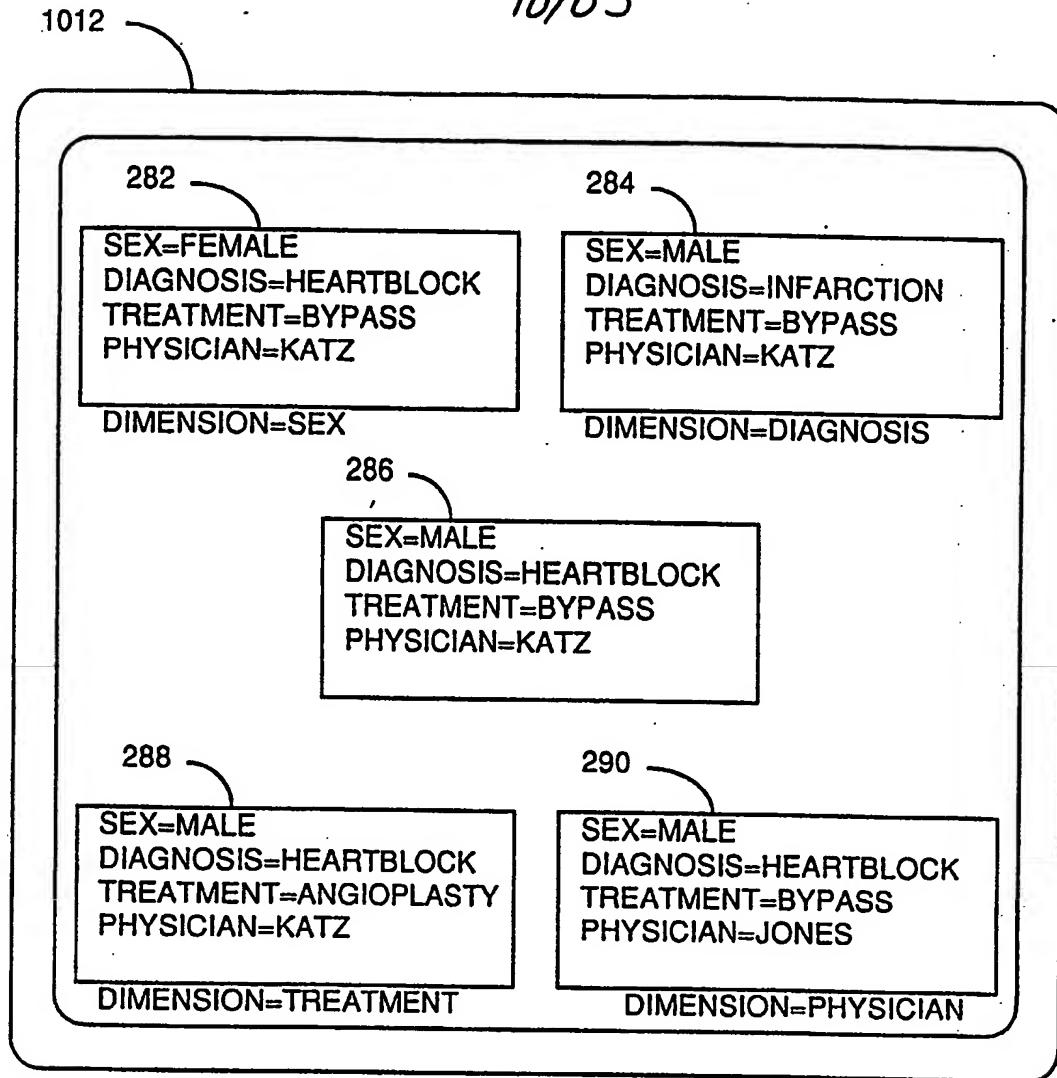 1012
282
SEX=FEMALE
DIAGNOSIS=HEARTBLOCK
TREATMENT=BYPASS
PHYSICIAN=KATZ
DIMENSION=SEX
284
SEX=MALE
DIAGNOSIS=INFARCTION
TREATMENT=BYPASS
PHYSICIAN=KATZ
DIMENSION=DIAGNOSIS
286
SEX=MALE
DIAGNOSIS=HEARTBLOCK
TREATMENT=BYPASS
PHYSICIAN=KATZ
288
SEX=MALE
DIAGNOSIS=HEARTBLOCK
TREATMENT=ANGIOPLASTY
PHYSICIAN=KATZ
DIMENSION=TREATMENT
290
SEX=MALE
DIAGNOSIS=HEARTBLOCK
TREATMENT=BYPASS
PHYSICIAN=JONES
DIMENSION=PHYSICIAN